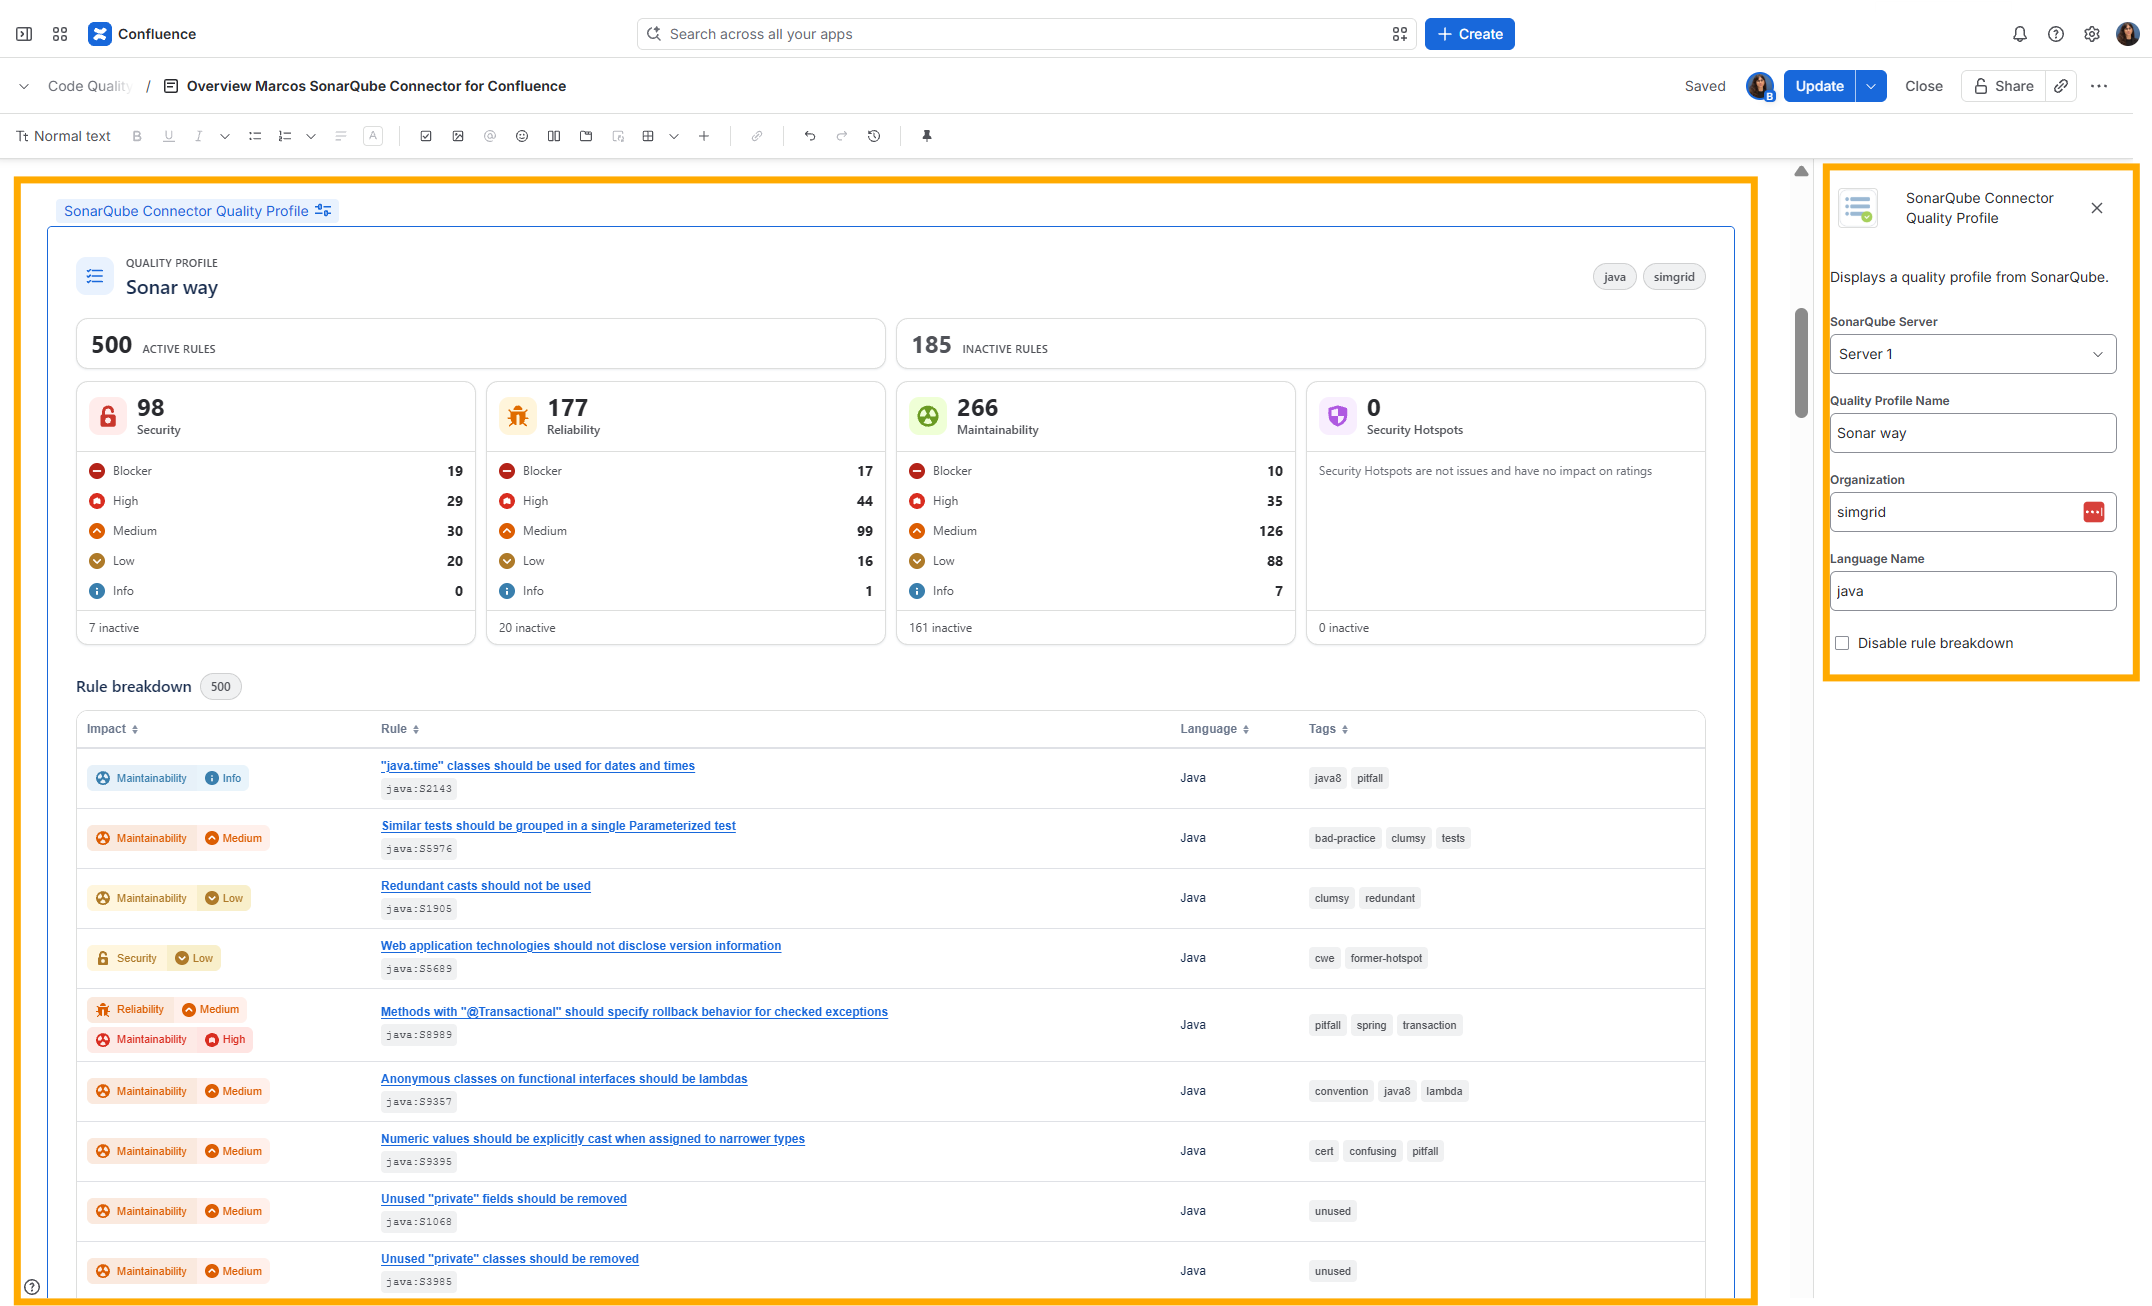 Confluence
Search across all your apps
Create
Code Quality / Overview Marcos SonarQube Connector for Confluence
Saved
B
Update
Close
Share
Tt Normal text B U I A
SonarQube Connector Quality Profile
QUALITY PROFILE
Sonar way
java simgrid
500 ACTIVE RULES
185 INACTIVE RULES
98
Security
Blocker 19
High 29
Medium 30
Low 20
Info 0
7 inactive
177
Reliability
Blocker 17
High 44
Medium 99
Low 16
Info 1
20 inactive
266
Maintainability
Blocker 10
High 35
Medium 126
Low 88
Info 7
161 inactive
0
Security Hotspots
Security Hotspots are not issues and have no impact on ratings
0 inactive
Rule breakdown 500
Impact Rule Language Tags
Maintainability Info "java.time" classes should be used for dates and times Java java8 pitfall
java:S2143
Maintainability Medium Similar tests should be grouped in a single Parameterized test Java bad-practice clumsy tests
java:S5976
Maintainability Low Redundant casts should not be used Java clumsy redundant
java:S1905
Security Low Web application technologies should not disclose version information Java cwe former-hotspot
java:S5689
Reliability Medium Methods with "@Transactional" should specify rollback behavior for checked exceptions Java pitfall spring transaction
Maintainability High java:S8989
Maintainability Medium Anonymous classes on functional interfaces should be lambdas Java convention java8 lambda
java:S9357
Maintainability Medium Numeric values should be explicitly cast when assigned to narrower types Java cert confusing pitfall
java:S9395
Maintainability Medium Unused "private" fields should be removed Java unused
java:S1068
Maintainability Medium Unused "private" classes should be removed Java unused
java:S3985
SonarQube Connector
Quality Profile
Displays a quality profile from SonarQube.
SonarQube Server
Server 1
Quality Profile Name
Sonar way
Organization
simgrid
Language Name
java
Disable rule breakdown